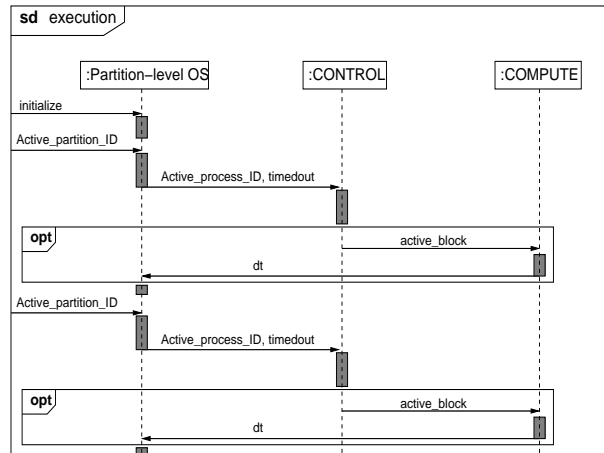 sd execution
:Partition–level OS :CONTROL :COMPUTE
initialize
Active_partition_ID
Active_process_ID, timedout
opt
active_block
dt
Active_partition_ID
Active_process_ID, timedout
opt
active_block
dt